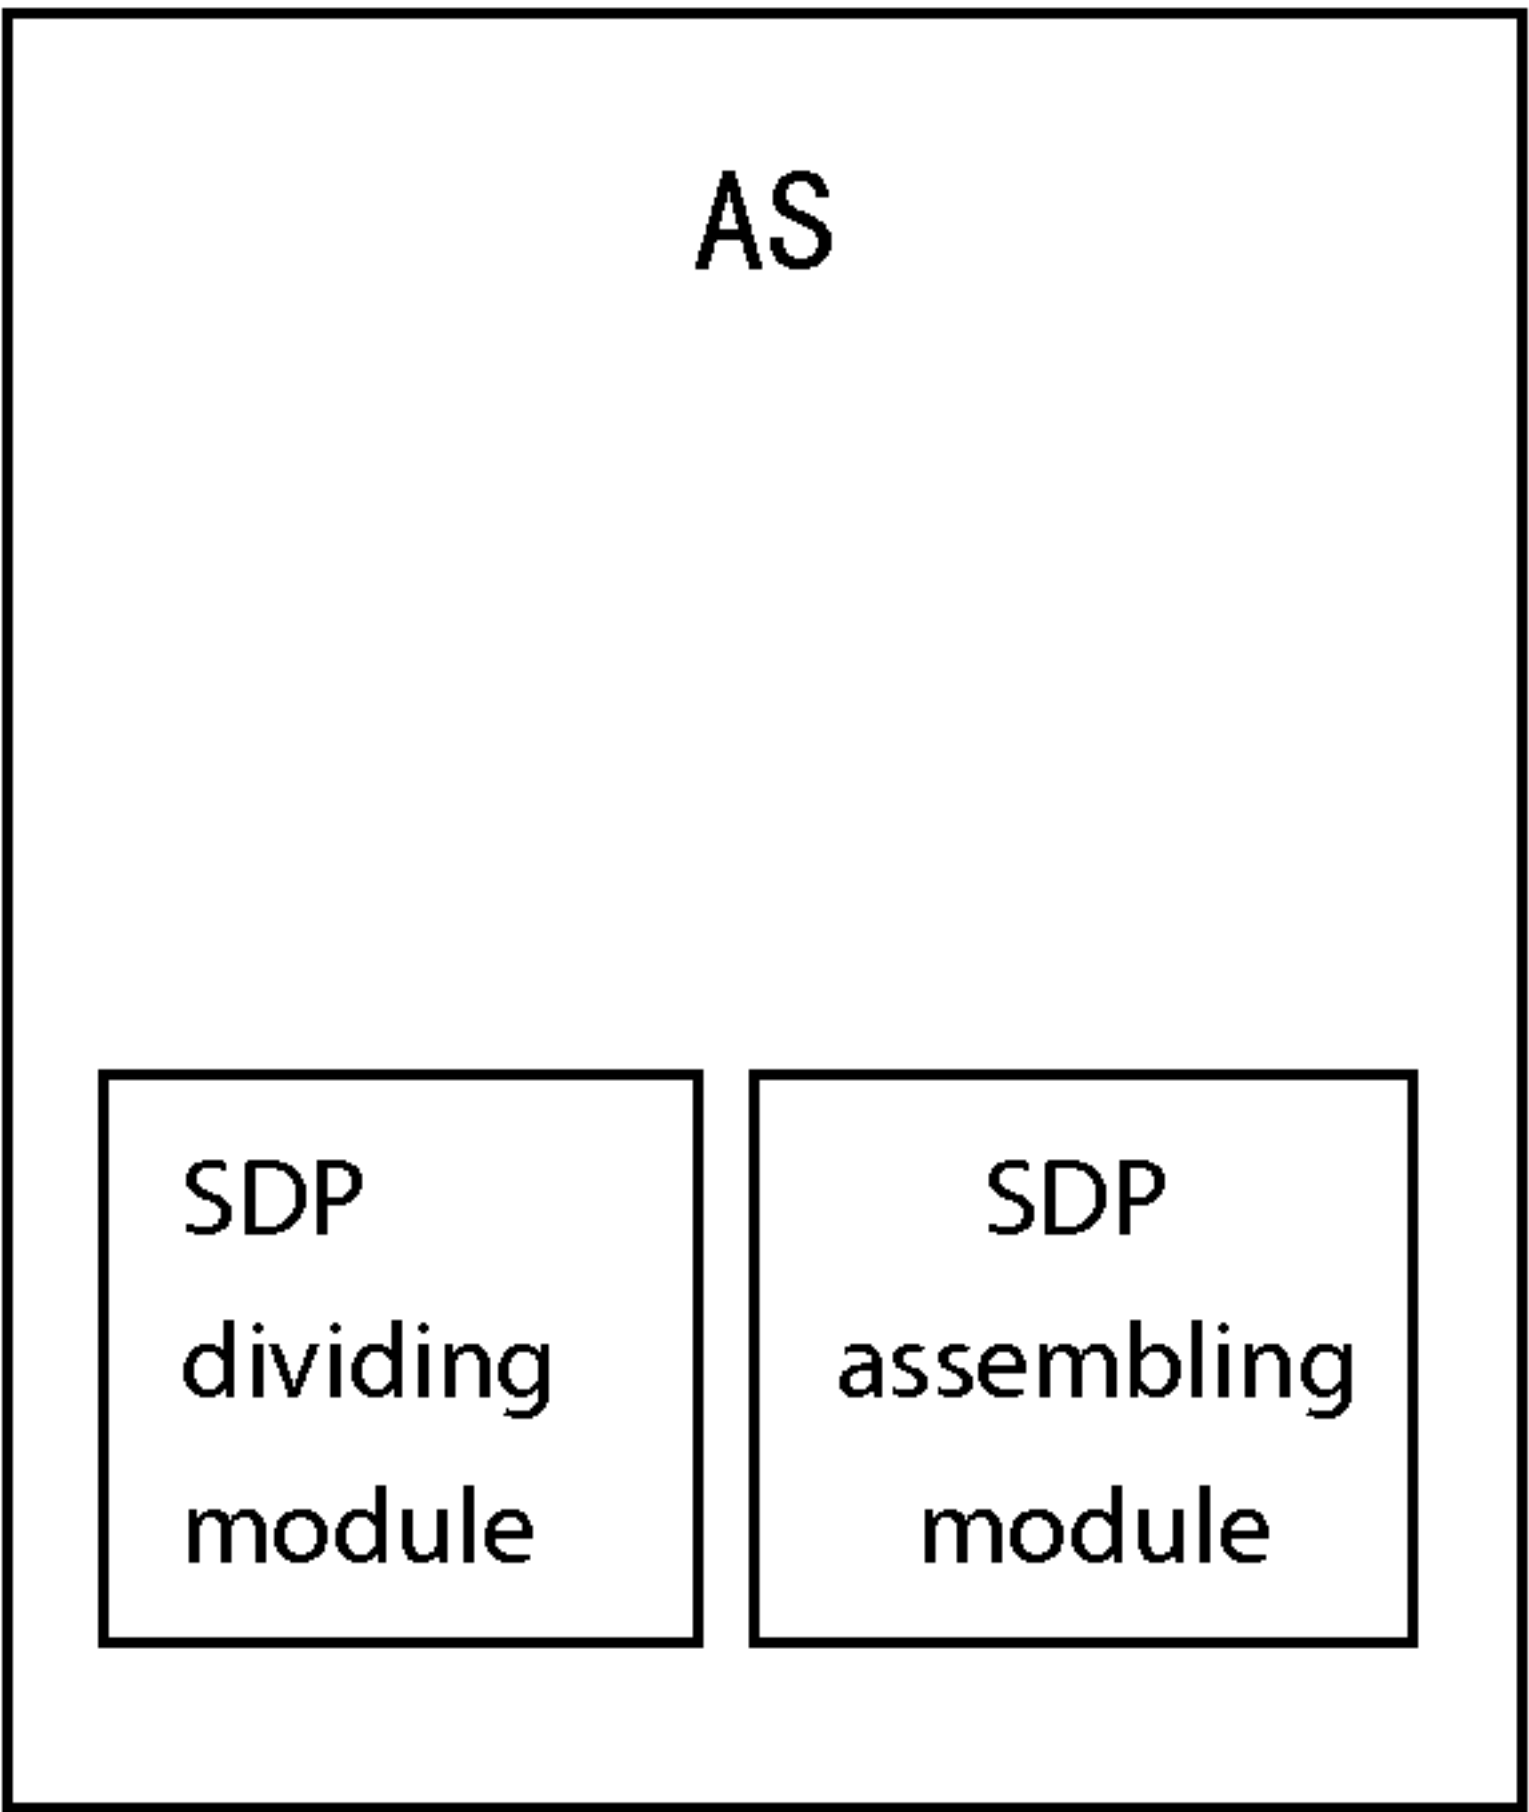 AS
SDP
dividing
module
SDP
assembling
module